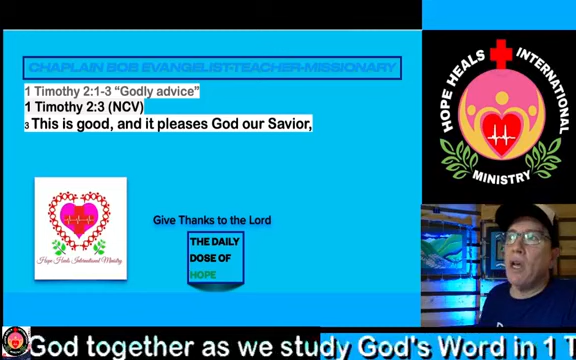 CHAPLAIN BOB EVANGELIST-TEACHER-MISSIONARY
1 Timothy 2:1-3 “Godly advice”
1 Timothy 2:3 (NCV)
3 This is good, and it pleases God our Savior,
Hope Heals International Ministry
Give Thanks to the Lord
THE DAILY
DOSE OF
HOPE
HOPE HEALS INTERNATIONAL
MINISTRY
God together as we study God's Word in 1 T